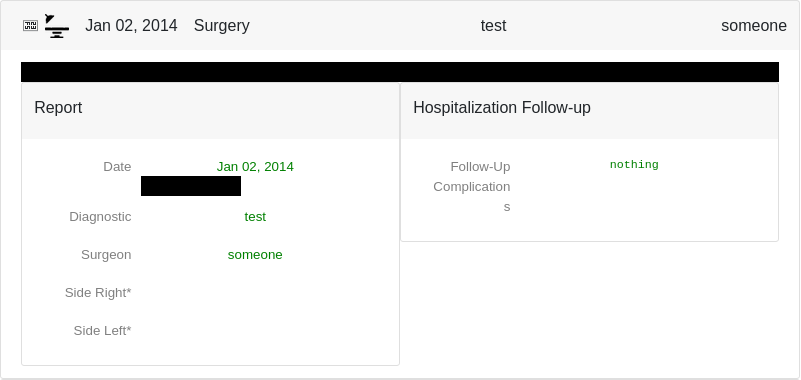 Jan 02, 2014 Surgery test someone
Report
Date Jan 02, 2014
Diagnostic test
Surgeon someone
Side Right*
Side Left*
Hospitalization Follow-up
Follow-Up nothing
Complication
s